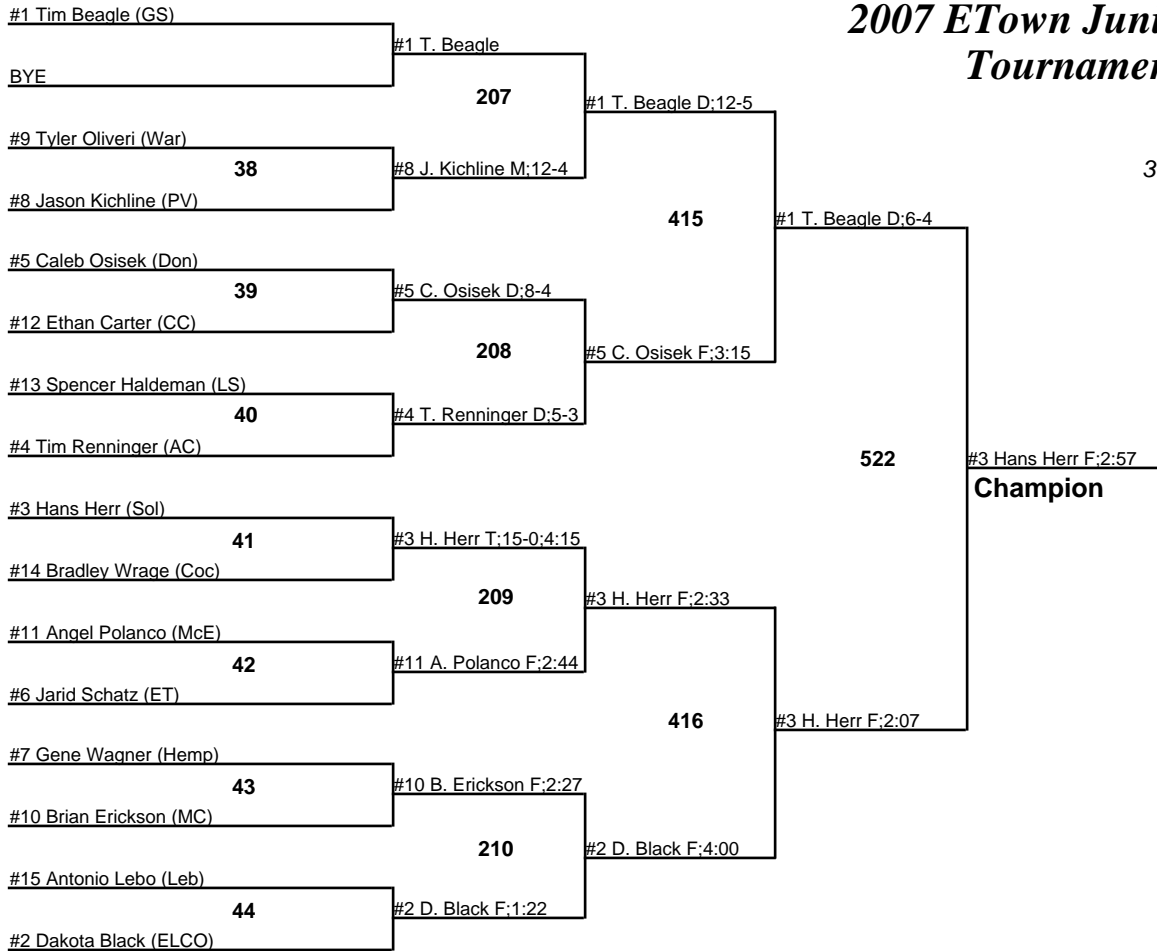 2007 ETown Juni
Tournamen
3
#1 Tim Beagle (GS)
BYE
#9 Tyler Oliveri (War)
38
#8 Jason Kichline (PV)
#5 Caleb Osisek (Don)
39
#12 Ethan Carter (CC)
#13 Spencer Haldeman (LS)
40
#4 Tim Renninger (AC)
#3 Hans Herr (Sol)
41
#14 Bradley Wrage (Coc)
#11 Angel Polanco (McE)
42
#6 Jarid Schatz (ET)
#7 Gene Wagner (Hemp)
43
#10 Brian Erickson (MC)
#15 Antonio Lebo (Leb)
44
#2 Dakota Black (ELCO)
#1 T. Beagle
207
#8 J. Kichline M;12-4
#5 C. Osisek D;8-4
208
#4 T. Renninger D;5-3
#3 H. Herr T;15-0;4:15
209
#11 A. Polanco F;2:44
#10 B. Erickson F;2:27
210
#2 D. Black F;1:22
#1 T. Beagle D;12-5
415
#5 C. Osisek F;3:15
#3 H. Herr F;2:33
416
#2 D. Black F;4:00
#1 T. Beagle D;6-4
522
#3 H. Herr F;2:07
#3 Hans Herr F;2:57
Champion